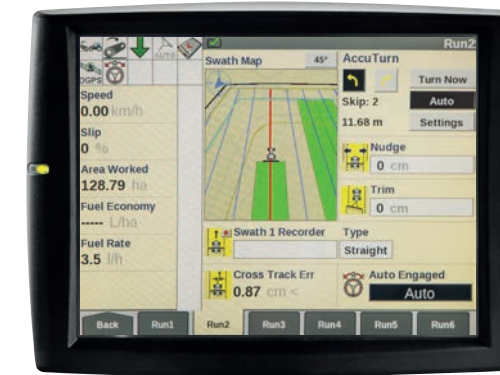 Run2
AUTO
DGPS
Speed
0.00 km/h
Slip
0 %
Area Worked
128.79 ha
Fuel Economy
----- L/ha
Fuel Rate
3.5 l/h
Swath Map 45°
AccuTurn
Turn Now
Skip: 2 Auto
11.68 m Settings
Nudge
0 cm
Trim
0 cm
Swath 1 Recorder Type
Straight
Cross Track Err
0.87 cm <
Auto Engaged
Auto
Back Run1 Run2 Run3 Run4 Run5 Run6